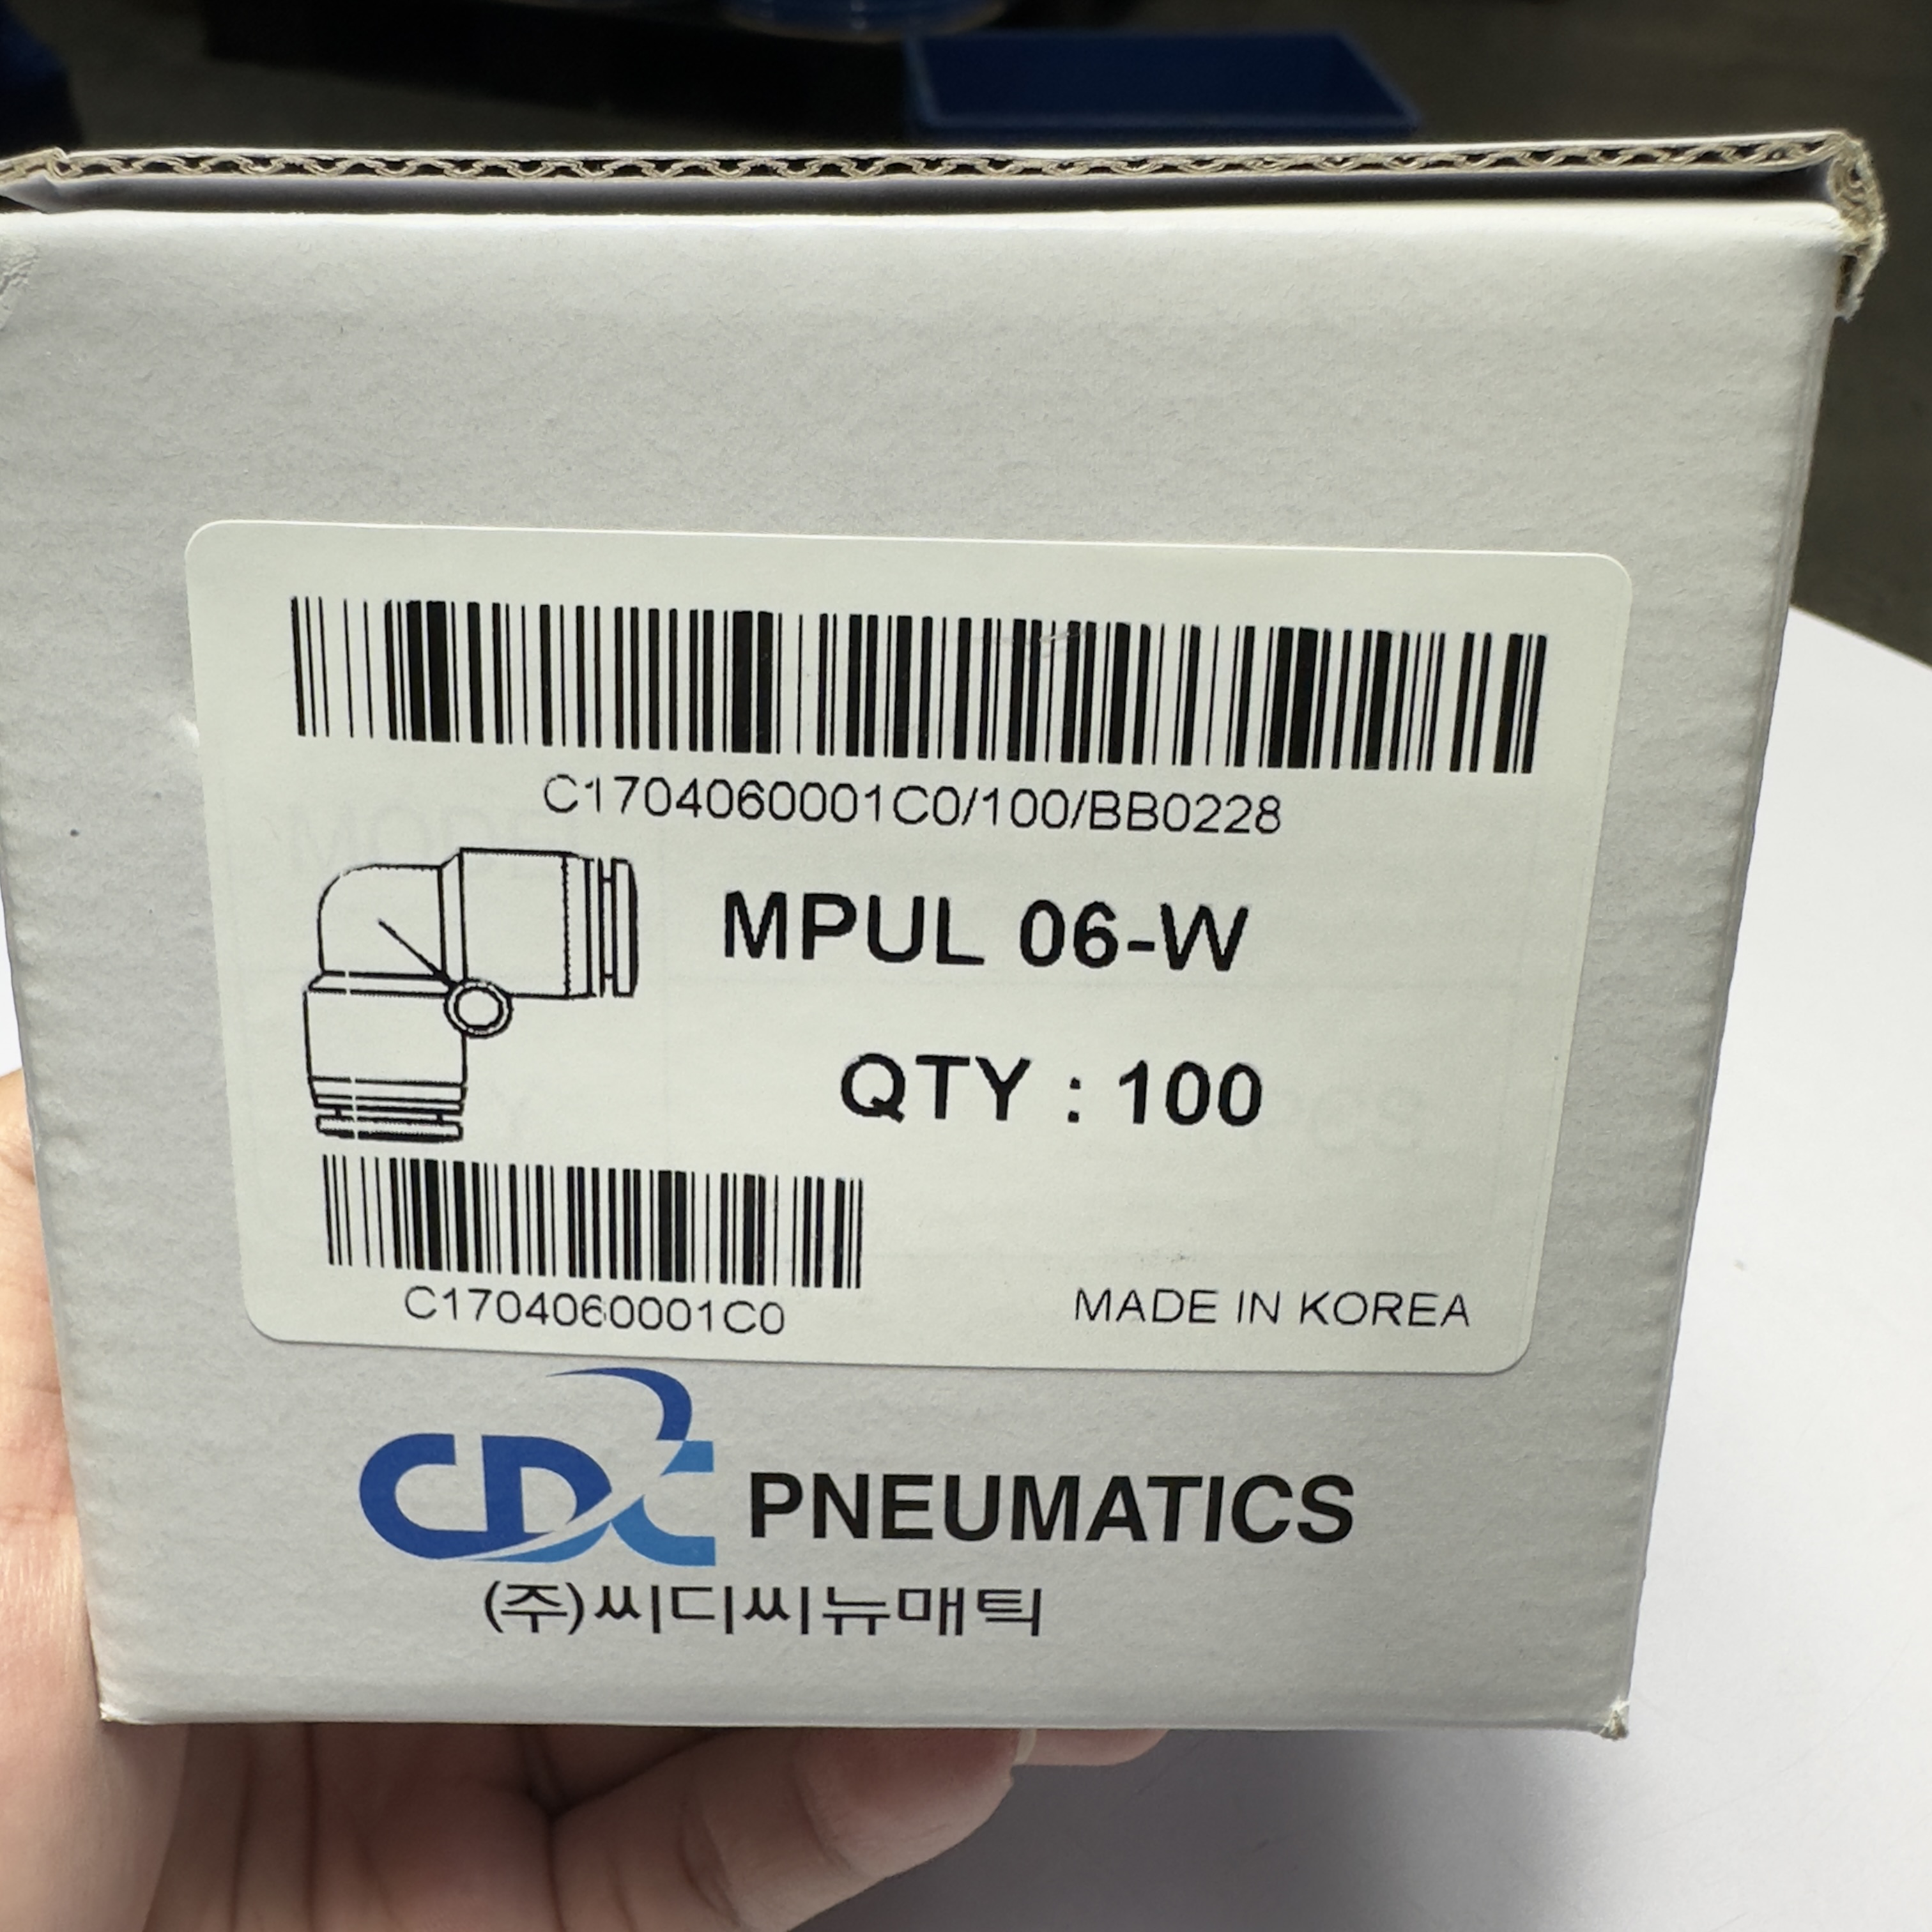 C1704060001C0/100/BB0228
MPUL 06-W
QTY : 100
C1704060001C0
MADE IN KOREA
CDC PNEUMATICS
(주)씨디씨뉴매틱